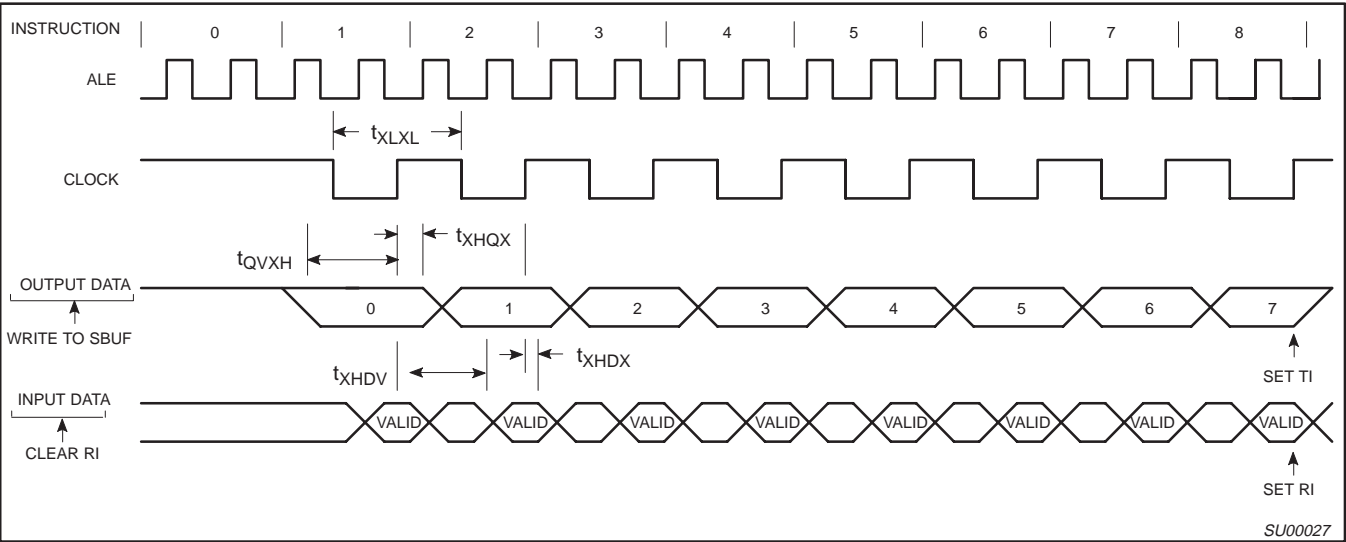 INSTRUCTION | 0 | 1 | 2 | 3 | 4 | 5 | 6 | 7 | 8 |
ALE
tXLXL
CLOCK
tQVXH
tXHQX
OUTPUT DATA
0 1 2 3 4 5 6 7
WRITE TO SBUF
SET TI
tXHDV
tXHDX
INPUT DATA
VALID VALID VALID VALID VALID VALID VALID VALID
CLEAR RI
SET RI
SU00027